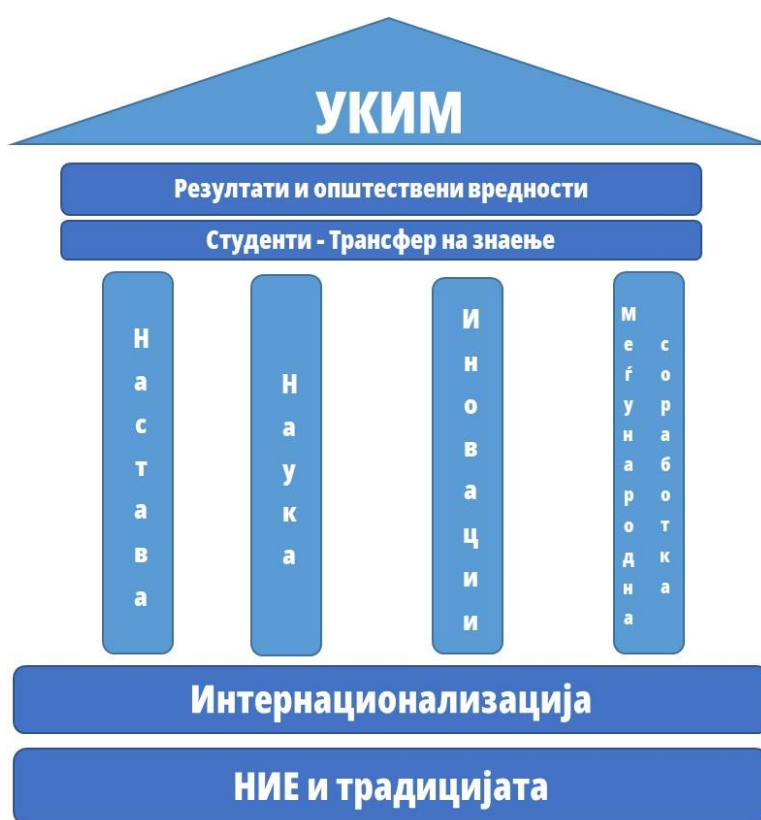 УКИМ
Резултати и општествени вредности
Студенти - Трансфер на знаење
Настава
Наука
Иновации
Меѓународна
соработка
Интернационализација
НИЕ и традицијата